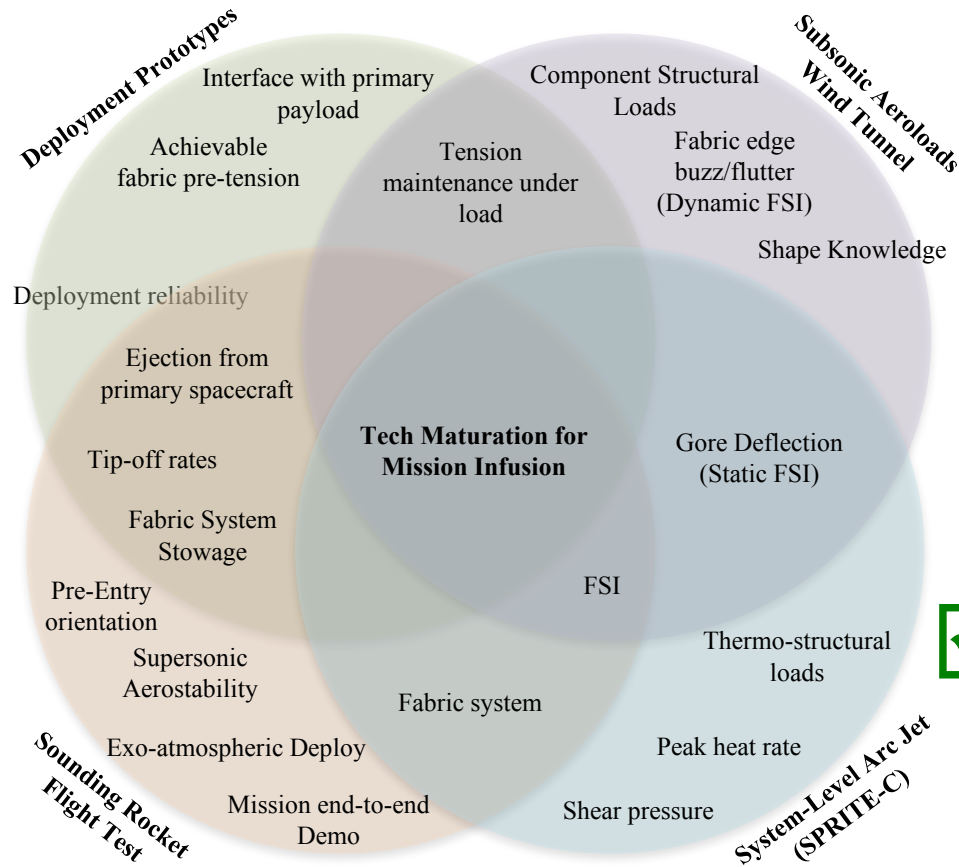 Deployment Prototypes
Interface with primary
payload
Achievable
fabric pre-tension
Deployment reliability
Tension
maintenance under
load
Subsonic Aeroloads
Wind Tunnel
Component Structural
Loads
Fabric edge
buzz/flutter
(Dynamic FSI)
Shape Knowledge
Ejection from
primary spacecraft
Tip-off rates
Fabric System
Stowage
Tech Maturation for
Mission Infusion
Gore Deflection
(Static FSI)
FSI
Pre-Entry
orientation
Supersonic
Aerostability
Exo-atmospheric Deploy
Mission end-to-end
Demo
Sounding Rocket
Flight Test
Fabric system
Thermo-structural
loads
Peak heat rate
Shear pressure
System-Level Arc Jet
(SPRITE-C)